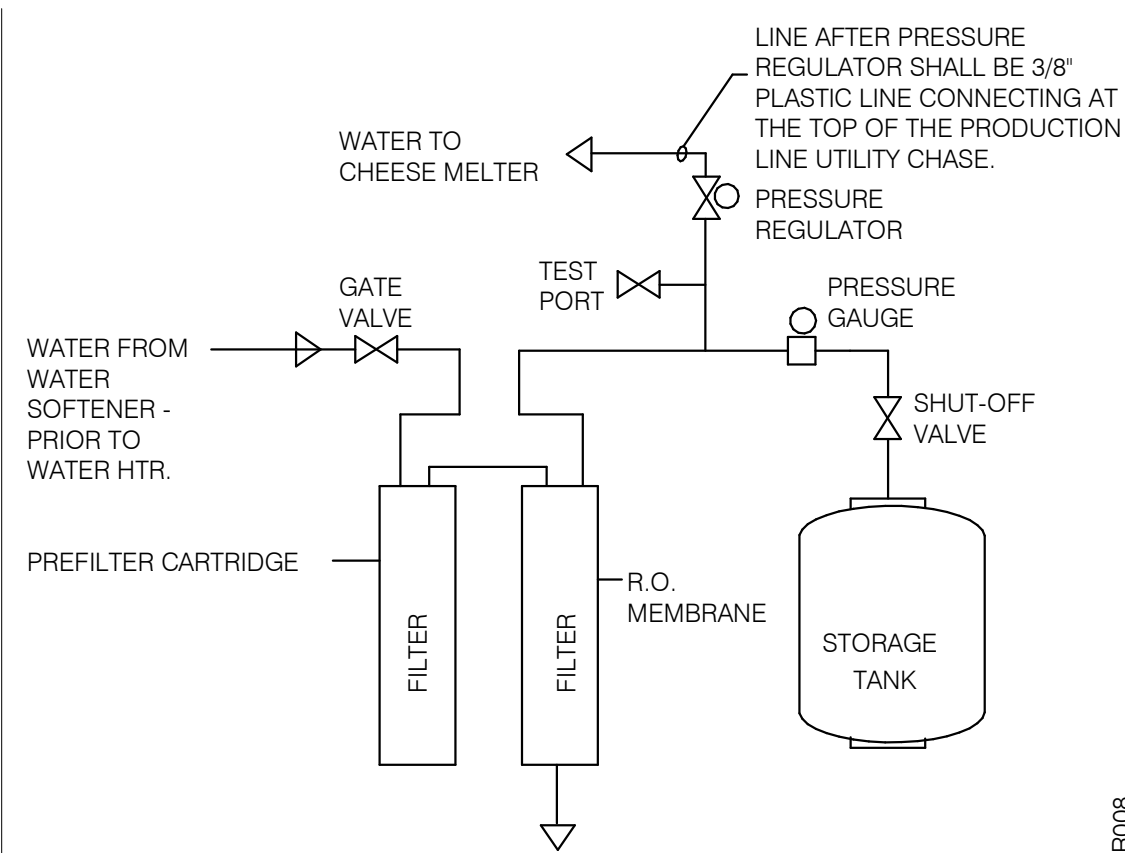 LINE AFTER PRESSURE
REGULATOR SHALL BE 3/8"
PLASTIC LINE CONNECTING AT
THE TOP OF THE PRODUCTION
LINE UTILITY CHASE.
WATER TO
CHEESE MELTER
PRESSURE
REGULATOR
TEST
PORT
GATE
VALVE
PRESSURE
GAUGE
WATER FROM
WATER
SOFTENER -
PRIOR TO
WATER HTR.
SHUT-OFF
VALVE
PREFILTER CARTRIDGE
FILTER
FILTER
R.O.
MEMBRANE
STORAGE
TANK
R008